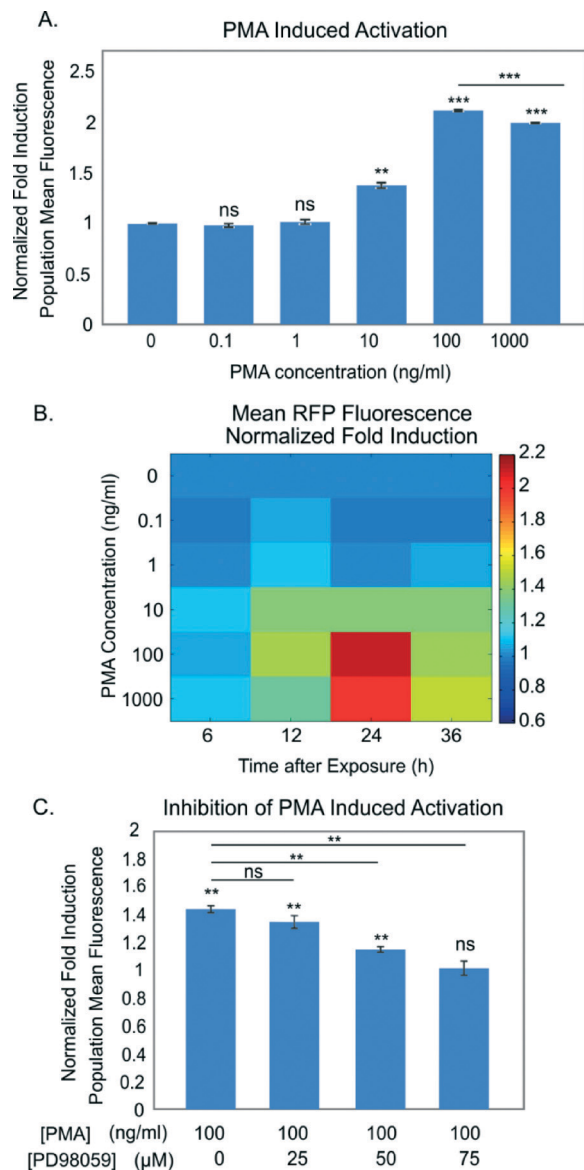 A.
PMA Induced Activation
Normalized Fold Induction
Population Mean Fluorescence
2.5
2
1.5
1
0.5
0
ns
ns
**
***
***
***
0 0.1 1 10 100 1000
PMA concentration (ng/ml)
B.
Mean RFP Fluorescence
Normalized Fold Induction
PMA Concentration (ng/ml)
0
0.1
1
10
100
1000
6 12 24 36
Time after Exposure (h)
2.2
2
1.8
1.6
1.4
1.2
1
0.8
0.6
C.
Inhibition of PMA Induced Activation
Normalized Fold Induction
Population Mean Fluorescence
2
1.8
1.6
1.4
1.2
1
0.8
0.6
0.4
0.2
0
**
**
ns
**
**
**
ns
[PMA] (ng/ml) 100 100 100 100
[PD98059] (µM) 0 25 50 75